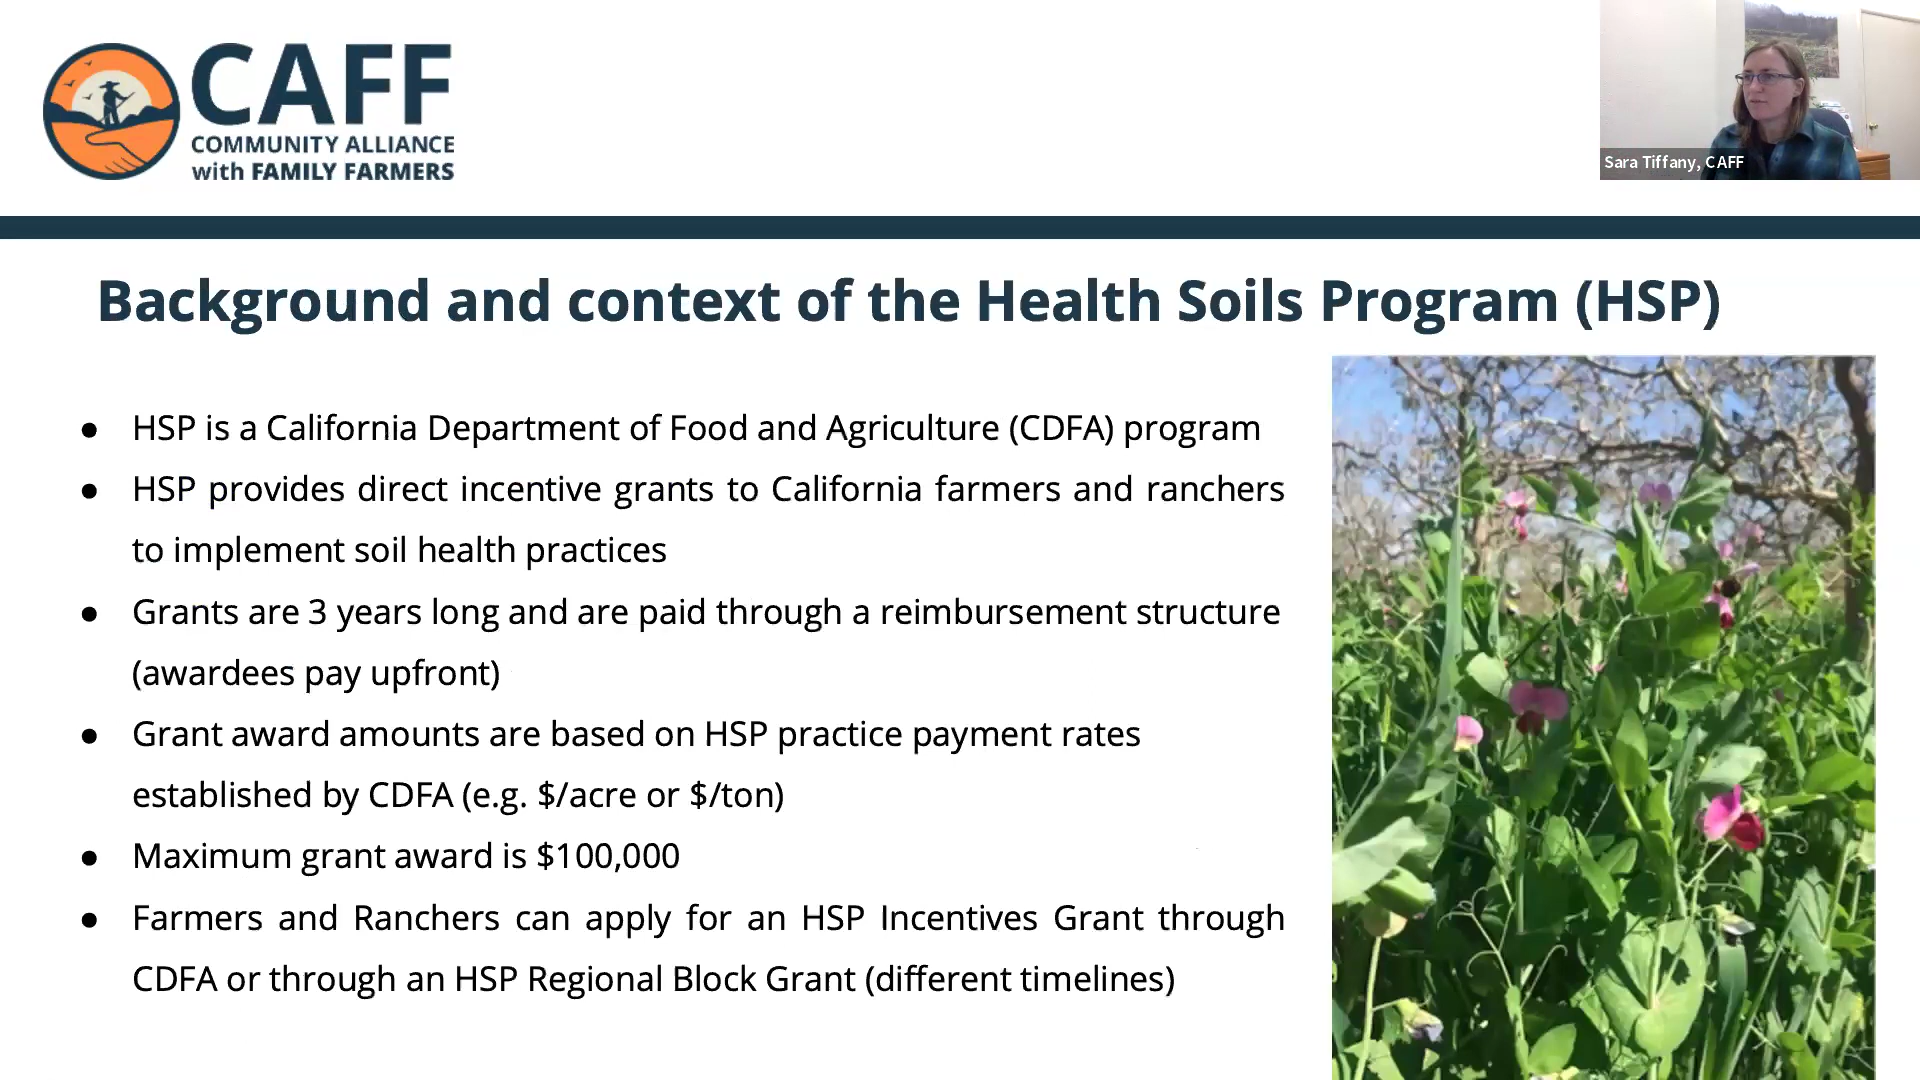 CAFF
COMMUNITY ALLIANCE
with FAMILY FARMERS
Sara Tiffany, CAFF
Background and context of the Health Soils Program (HSP)
● HSP is a California Department of Food and Agriculture (CDFA) program
● HSP provides direct incentive grants to California farmers and ranchers
to implement soil health practices
● Grants are 3 years long and are paid through a reimbursement structure
(awardees pay upfront)
● Grant award amounts are based on HSP practice payment rates
established by CDFA (e.g. $/acre or $/ton)
● Maximum grant award is $100,000
● Farmers and Ranchers can apply for an HSP Incentives Grant through
CDFA or through an HSP Regional Block Grant (different timelines)